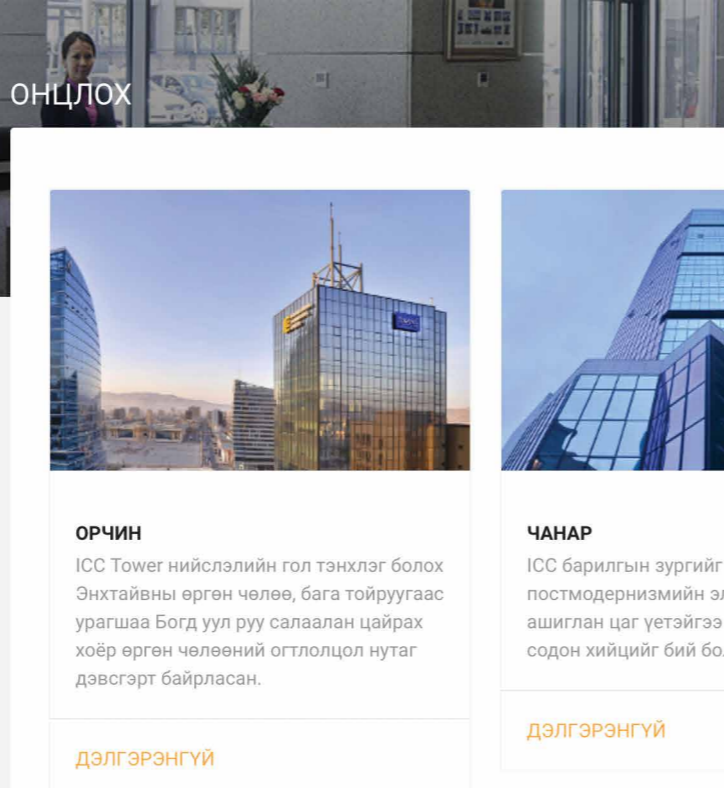 ОНЦЛОХ
ОРЧИН
ICC Tower нийслэлийн гол тэнхлэг болох
Энхтайвны өргөн чөлөө, бага тойруугаас
урагшаа Богд уул руу салаалан цайрах
хоёр өргөн чөлөөний огтлолцол нутаг
дэвсгэрт байрласан.
ДЭЛГЭРЭНГҮЙ
ЧАНАР
ICC барилгын зургийг
постмодернизмийн эл
ашиглан цаг үетэйгээ
содон хийцийг бий бол
ДЭЛГЭРЭНГҮЙ